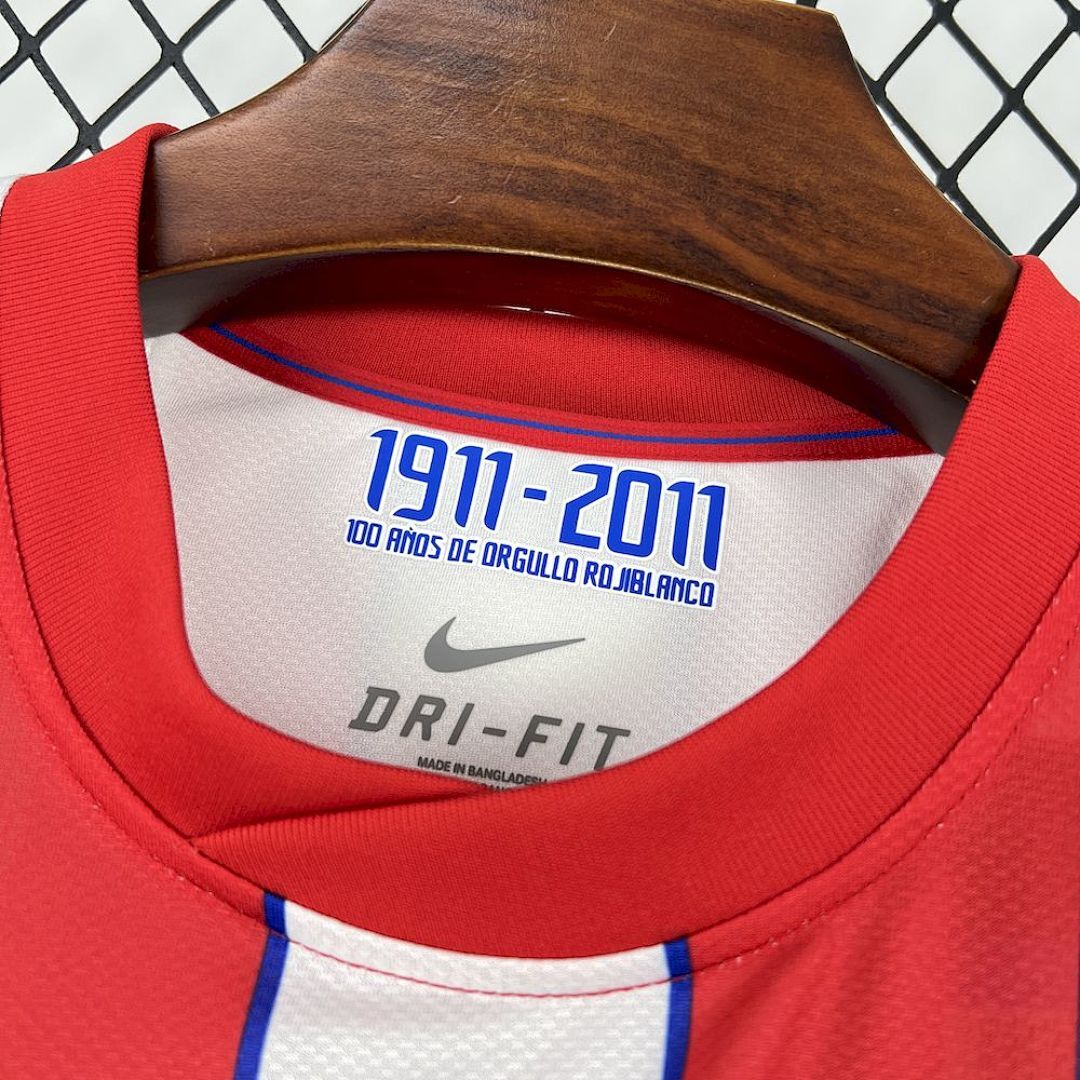 1911-2011
100 AÑOS DE ORGULLO ROJIBLANCO
DRI-FIT
MADE IN BANGLADESH